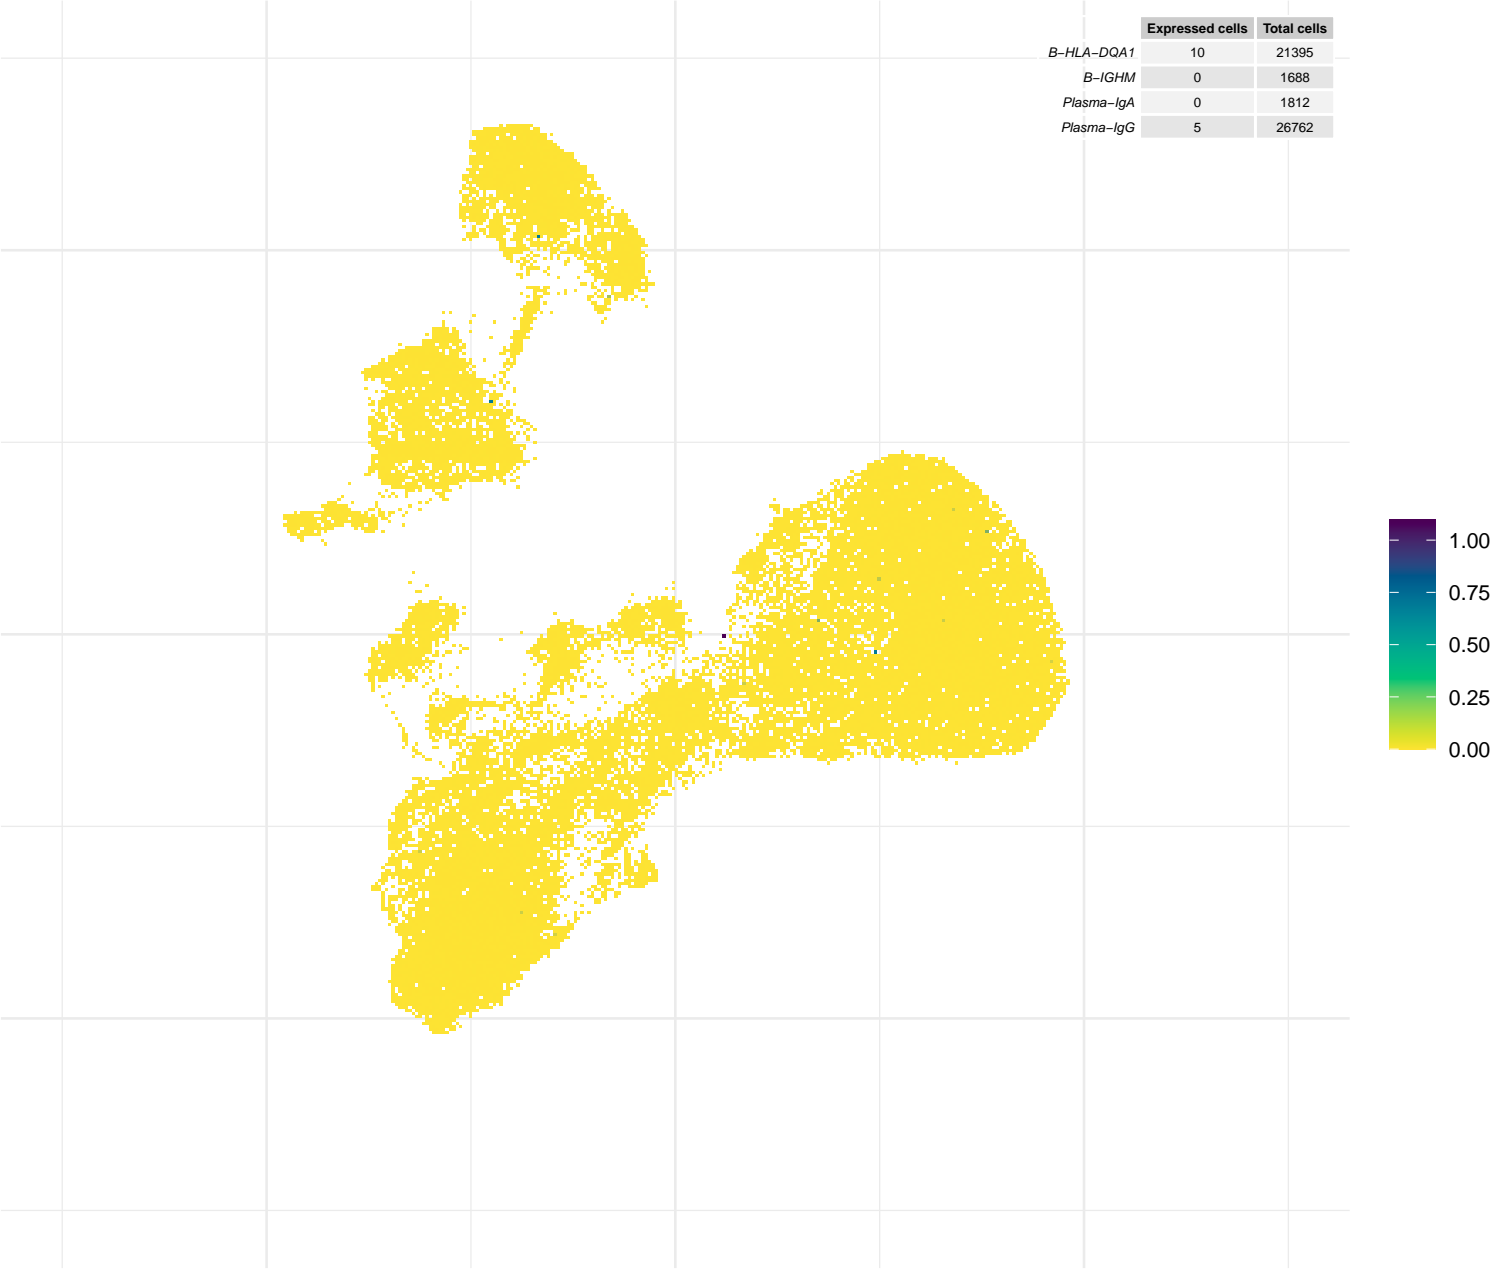 Expressed cells Total cells
B−HLA−DQA1 10 21395
B−IGHM 0 1688
Plasma−IgA 0 1812
Plasma−IgG 5 26762
1.00
0.75
0.50
0.25
0.00